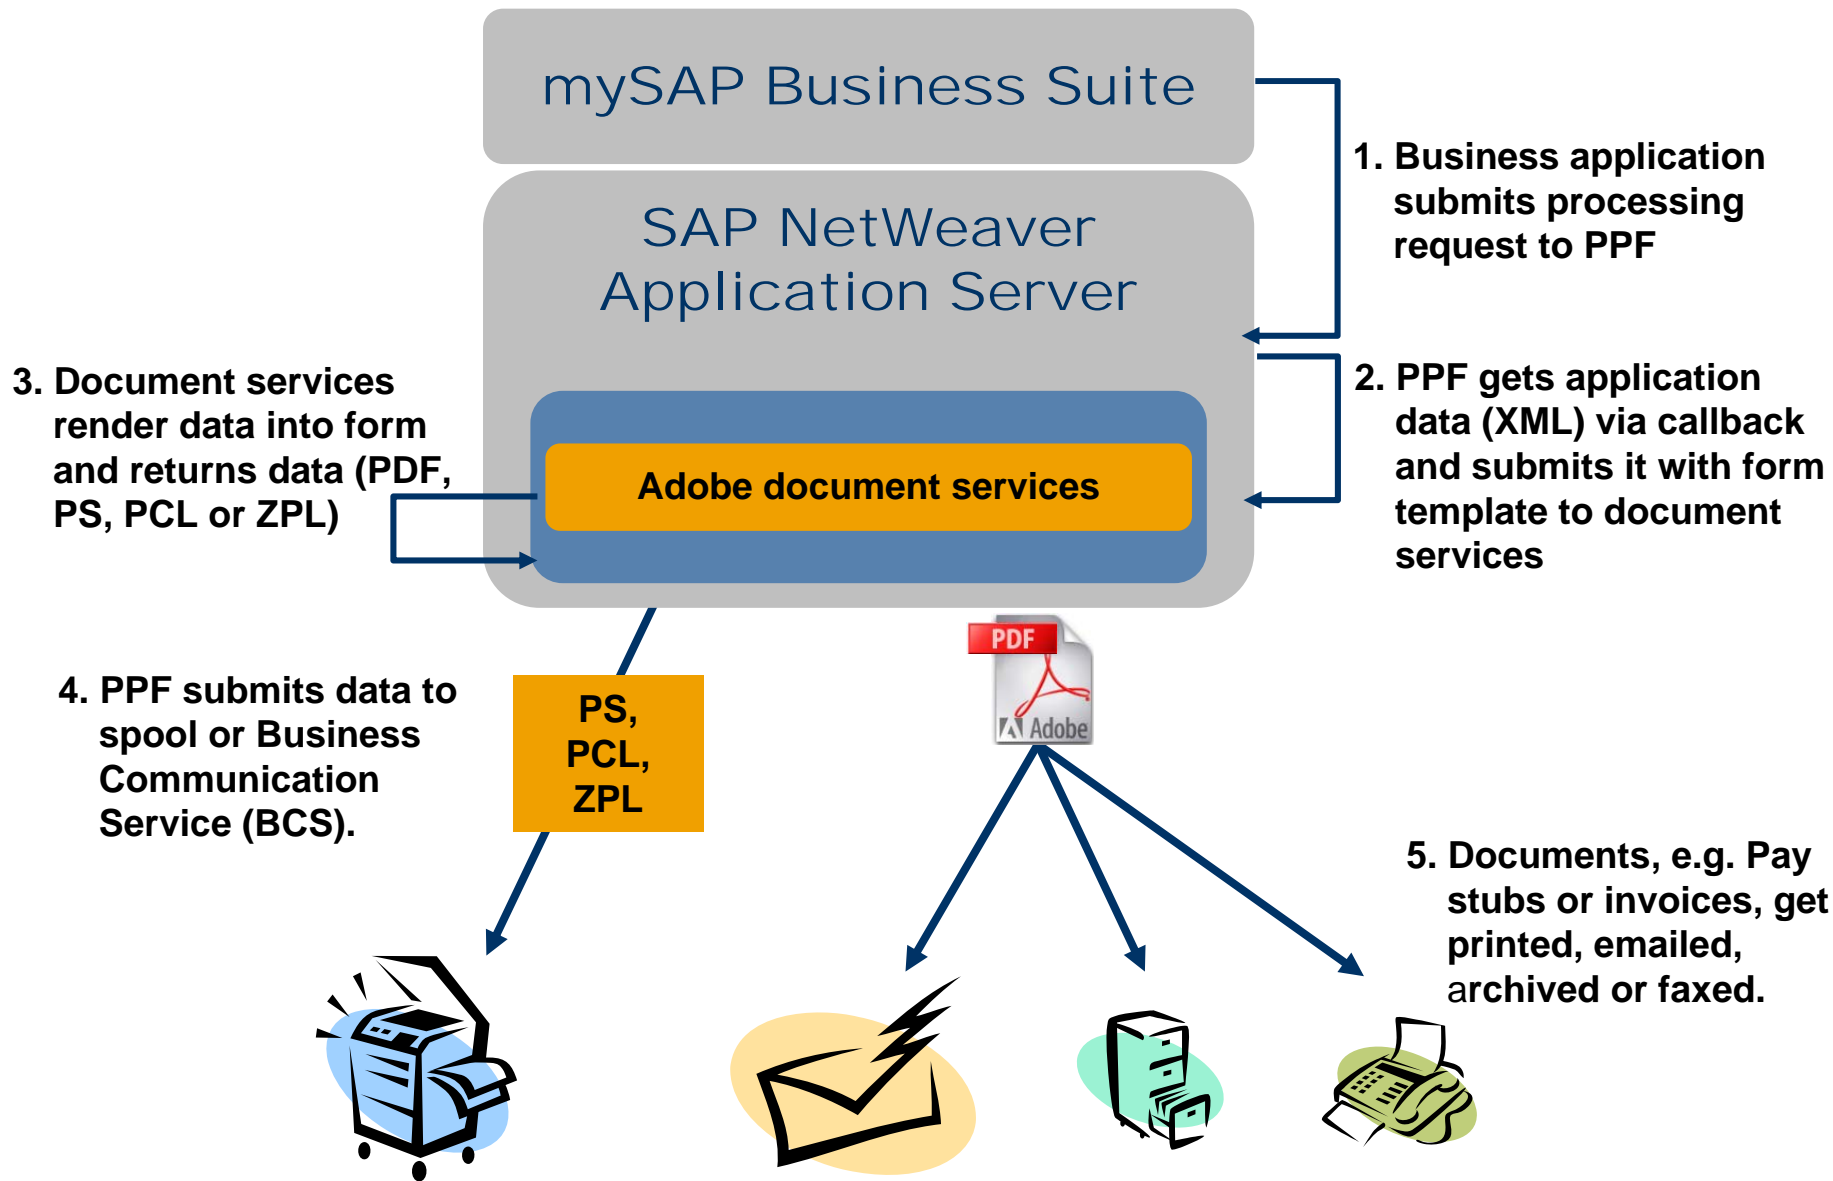 mySAP Business Suite
1. Business application
submits processing
request to PPF
SAP NetWeaver
Application Server
2. PPF gets application
data (XML) via callback
and submits it with form
template to document
services
3. Document services
render data into form
and returns data (PDF,
PS, PCL or ZPL)
Adobe document services
4. PPF submits data to
spool or Business
Communication
Service (BCS).
PS,
PCL,
ZPL
PDF
Adobe
5. Documents, e.g. Pay
stubs or invoices, get
printed, emailed,
archived or faxed.